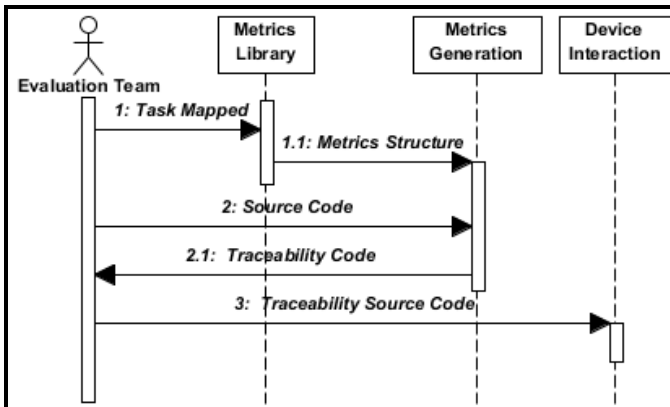 Metrics
Library
Metrics
Generation
Device
Interaction
Evaluation Team
1: Task Mapped
1.1: Metrics Structure
2: Source Code
2.1: Traceability Code
3: Traceability Source Code